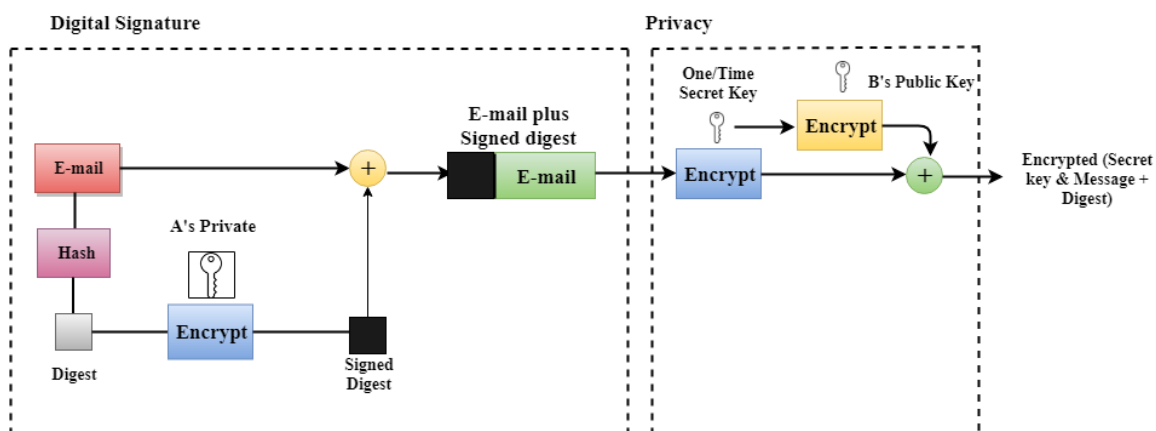 Digital Signature
Privacy
One/Time
Secret Key
B's Public Key
E-mail plus
Signed digest
Encrypt
E-mail
E-mail
Encrypt
Encrypted (Secret
key & Message +
Digest)
+
+
A's Private
Hash
Encrypt
Digest
Signed
Digest